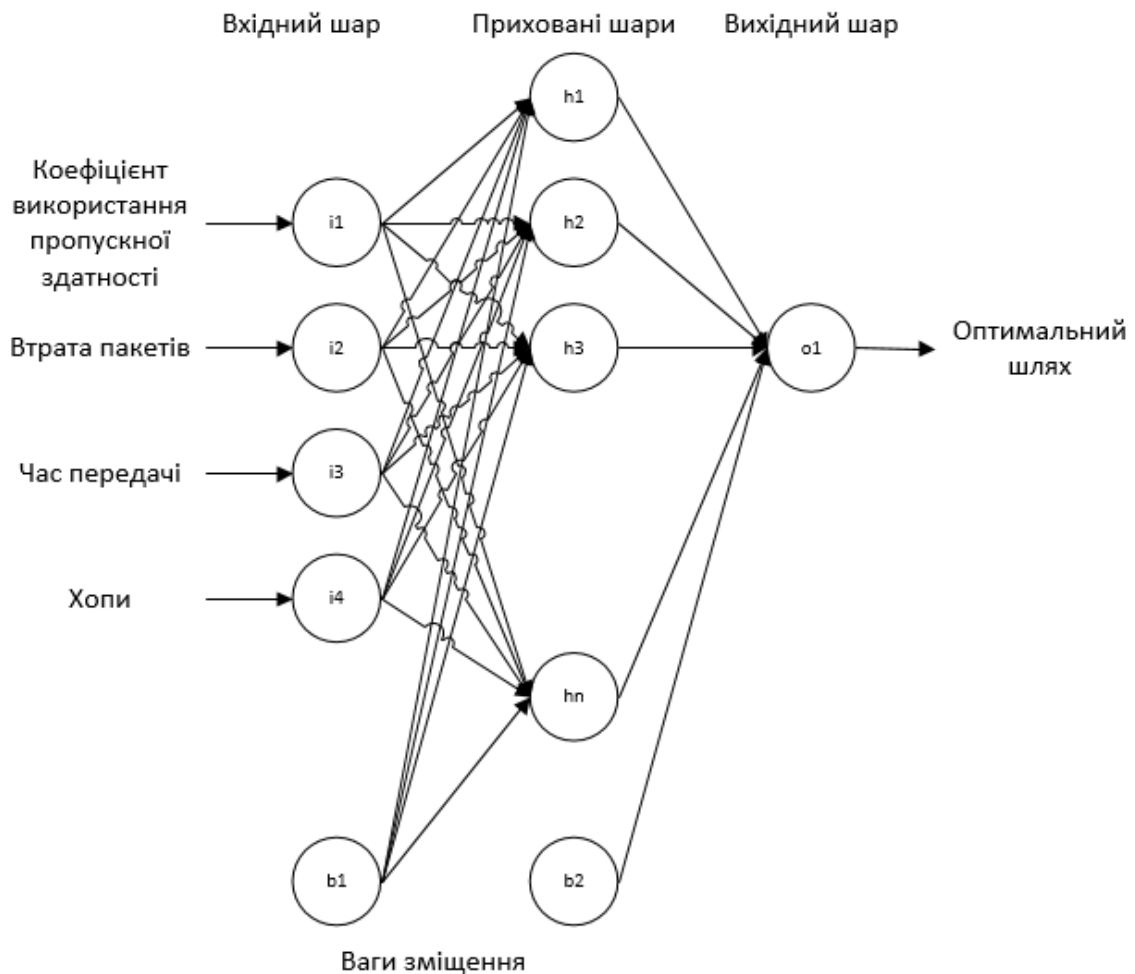 Вхідний шар
Приховані шари
Вихідний шар
h1
Коефіцієнт
використання
пропускної
здатності
i1
h2
Втрата пакетів
i2
h3
o1
Оптимальний
шлях
Час передачі
i3
Хопи
i4
hn
b1
b2
Ваги зміщення